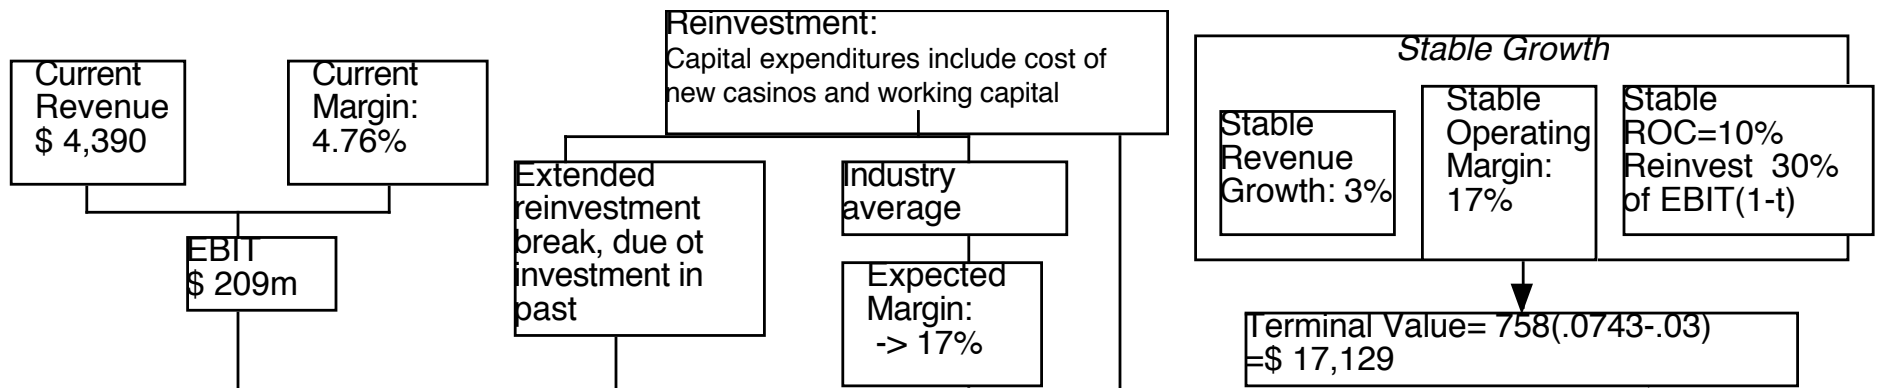 Current
Revenue
$ 4,390
Current
Margin:
4.76%
EBIT
$ 209m
Reinvestment:
Capital expenditures include cost of
new casinos and working capital
Extended
reinvestment
break, due ot
investment in
past
Industry
average
Expected
Margin:
-> 17%
Stable Growth
Stable
Revenue
Growth: 3%
Stable
Operating
Margin:
17%
Stable
ROC=10%
Reinvest 30%
of EBIT(1-t)
Terminal Value= 758(.0743-.03)
=$ 17,129